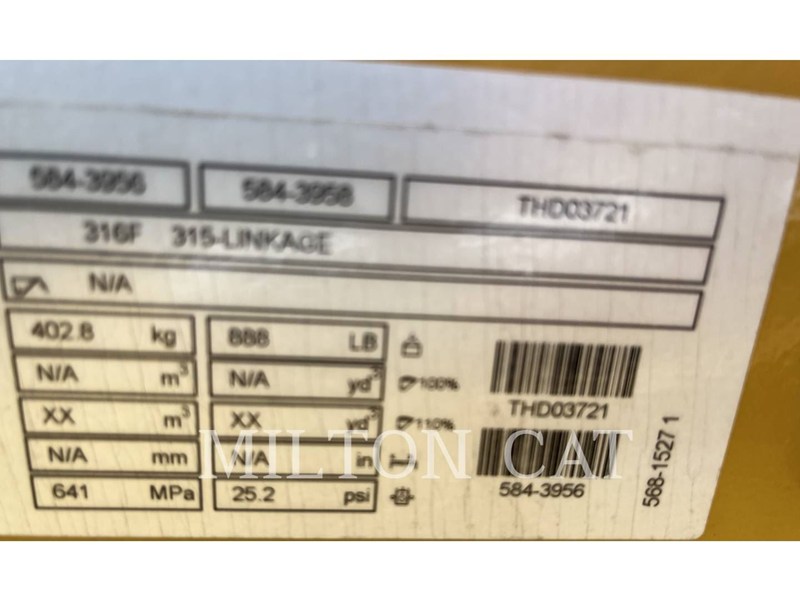 584-3956 584-3958 THD03721
316F 315-LINKAGE
N/A
402.8 kg 888 LB
N/A m³ N/A yd³ 100%
THD03721
XX m³ XX yd³ 110%
N/A mm N/A in
641 MPa 25.2 psi
584-3956
568-1527 1
MILTON CAT